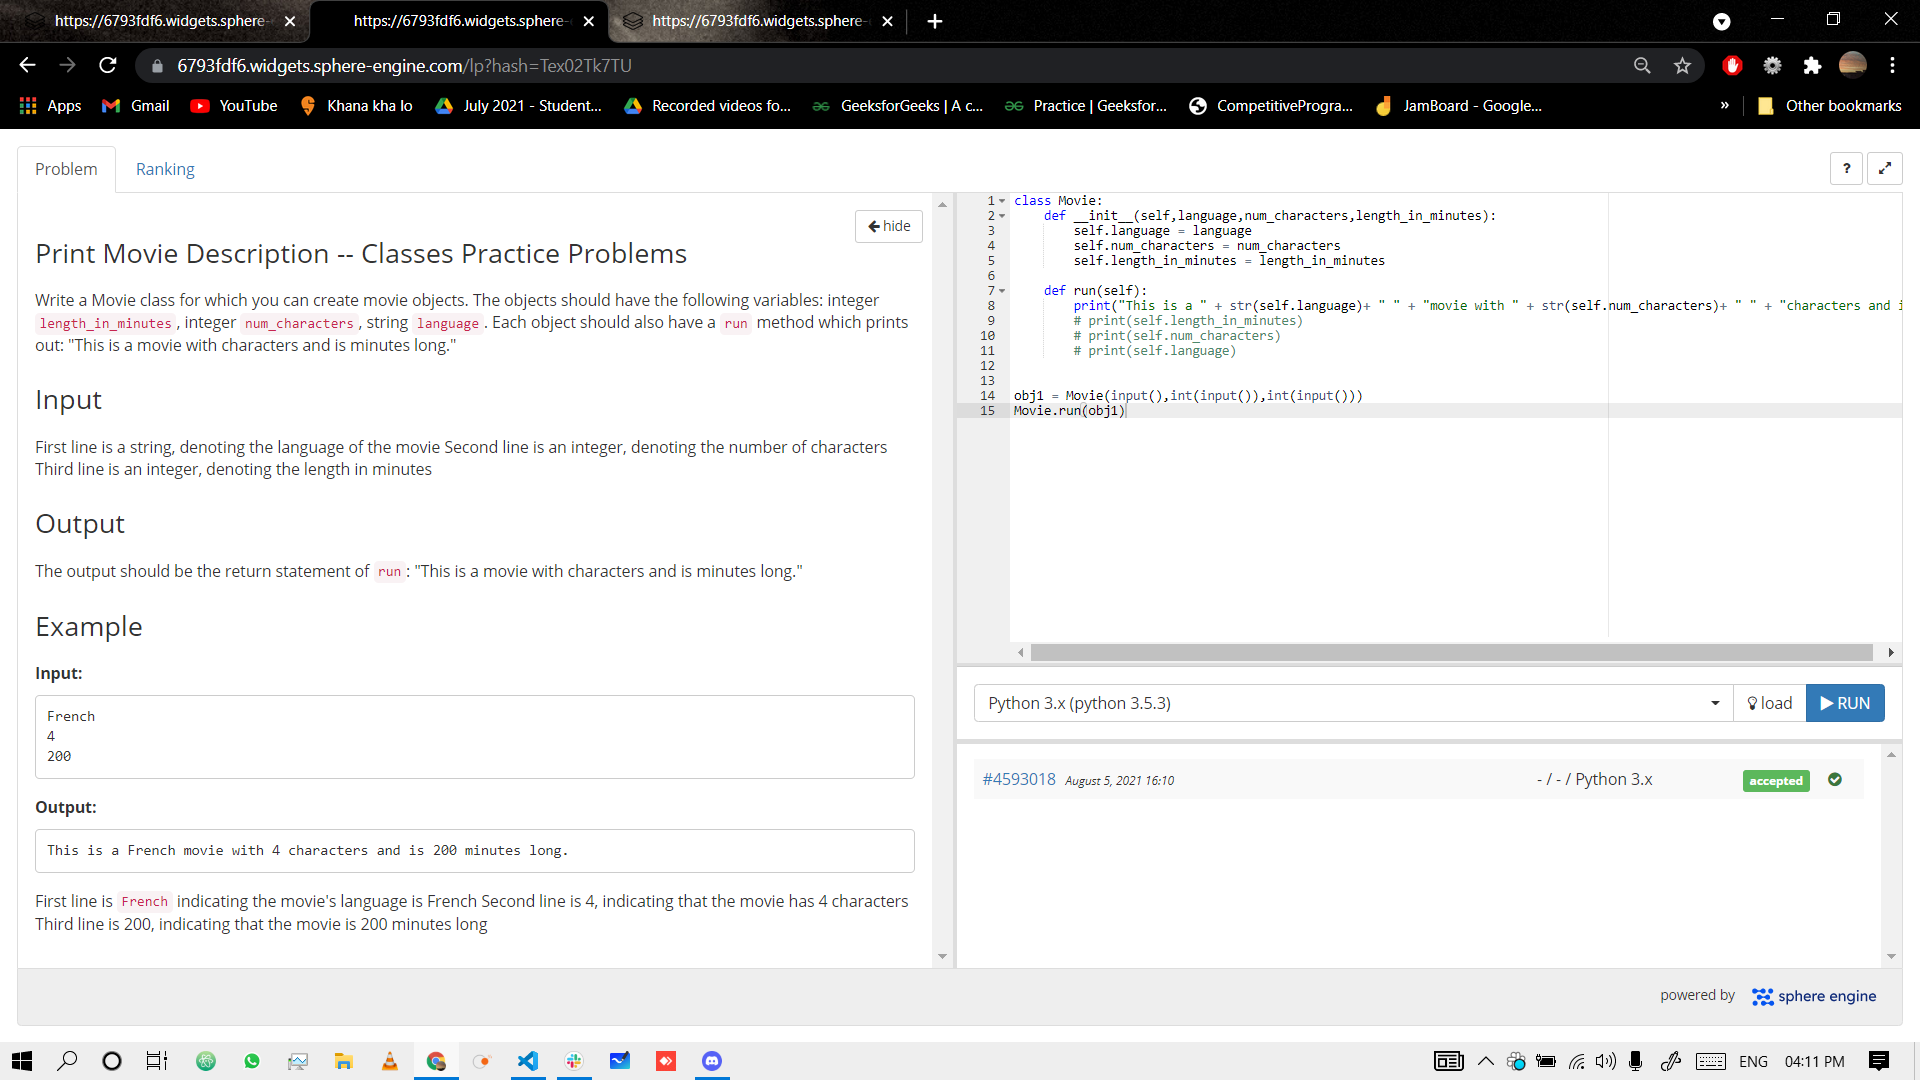 https://6793fdf6.widgets.sphere-
https://6793fdf6.widgets.sphere-
https://6793fdf6.widgets.sphere-
6793fdf6.widgets.sphere-engine.com/lp?hash=Tex02Tk7TU
Apps Gmail YouTube Khana kha lo July 2021 - Student... Recorded videos fo... GeeksforGeeks | A c... Practice | Geeksfor... CompetitiveProgra... JamBoard - Google... » Other bookmarks
Problem Ranking
?
hide
Print Movie Description -- Classes Practice Problems
Write a Movie class for which you can create movie objects. The objects should have the following variables: integer
length_in_minutes , integer num_characters , string language . Each object should also have a run method which prints
out: "This is a movie with characters and is minutes long."
Input
First line is a string, denoting the language of the movie Second line is an integer, denoting the number of characters
Third line is an integer, denoting the length in minutes
Output
The output should be the return statement of run : "This is a movie with characters and is minutes long."
Example
Input:
French
4
200
Output:
This is a French movie with 4 characters and is 200 minutes long.
First line is French indicating the movie's language is French Second line is 4, indicating that the movie has 4 characters
Third line is 200, indicating that the movie is 200 minutes long
1 class Movie:
2 def __init__(self,language,num_characters,length_in_minutes):
3 self.language = language
4 self.num_characters = num_characters
5 self.length_in_minutes = length_in_minutes
6
7 def run(self):
8 print("This is a " + str(self.language)+ " " + "movie with " + str(self.num_characters)+ " " + "characters and i
9 # print(self.length_in_minutes)
10 # print(self.num_characters)
11 # print(self.language)
12
13
14 obj1 = Movie(input(),int(input()),int(input()))
15 Movie.run(obj1)
Python 3.x (python 3.5.3) load RUN
#4593018 August 5, 2021 16:10 - / - / Python 3.x accepted
powered by sphere engine
ENG 04:11 PM